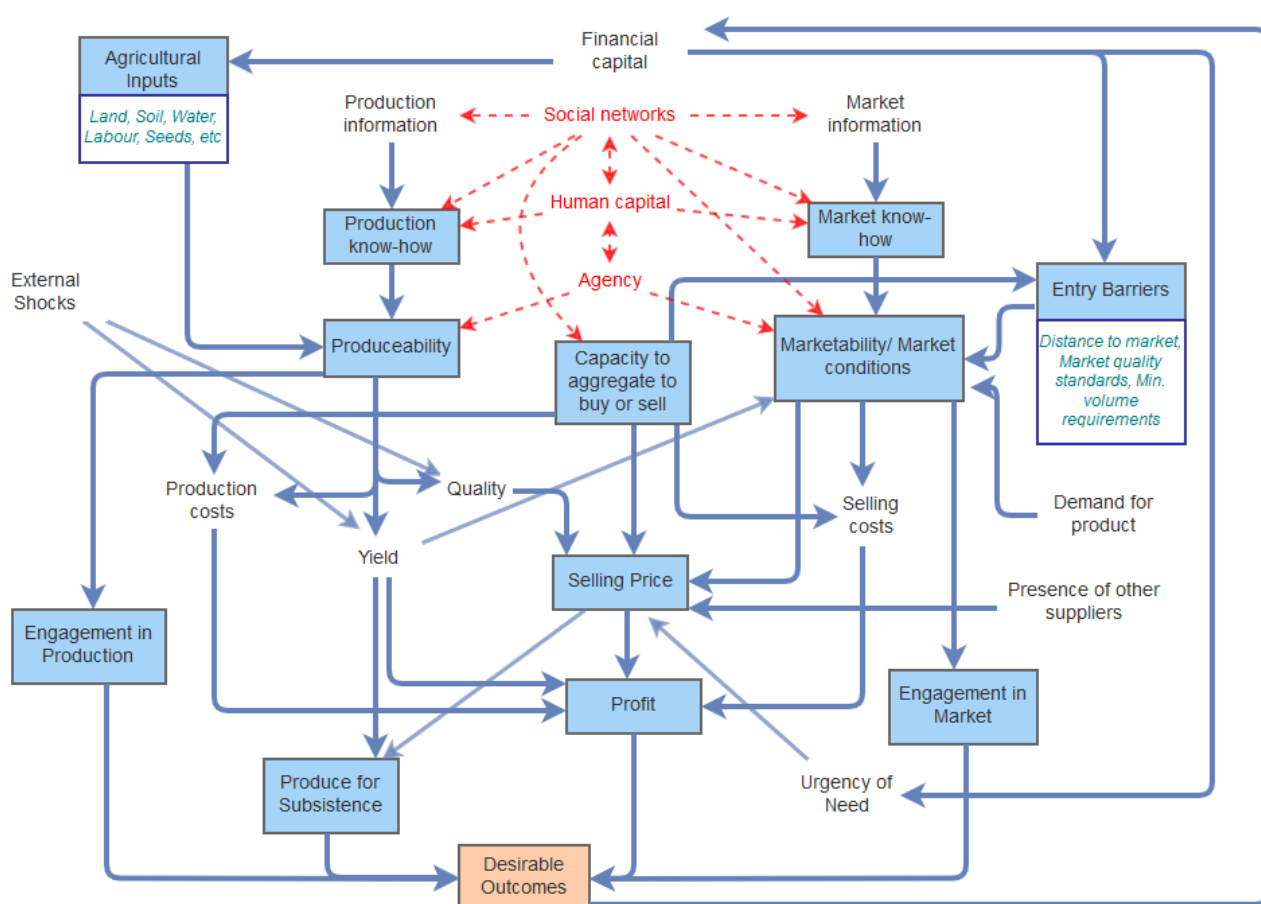 Financial
capital
Agricultural
Inputs
Land, Soil, Water,
Labour, Seeds, etc
Production
information
Social networks
Market
information
Human capital
Production
know-how
Market know-
how
External
Shocks
Agency
Entry Barriers
Distance to market,
Market quality
standards, Min.
volume
requirements
Produceability
Capacity to
aggregate to
buy or sell
Marketability/ Market
conditions
Production
costs
Quality
Selling
costs
Demand for
product
Yield
Selling Price
Presence of other
suppliers
Engagement in
Production
Profit
Engagement in
Market
Produce for
Subsistence
Urgency of
Need
Desirable
Outcomes